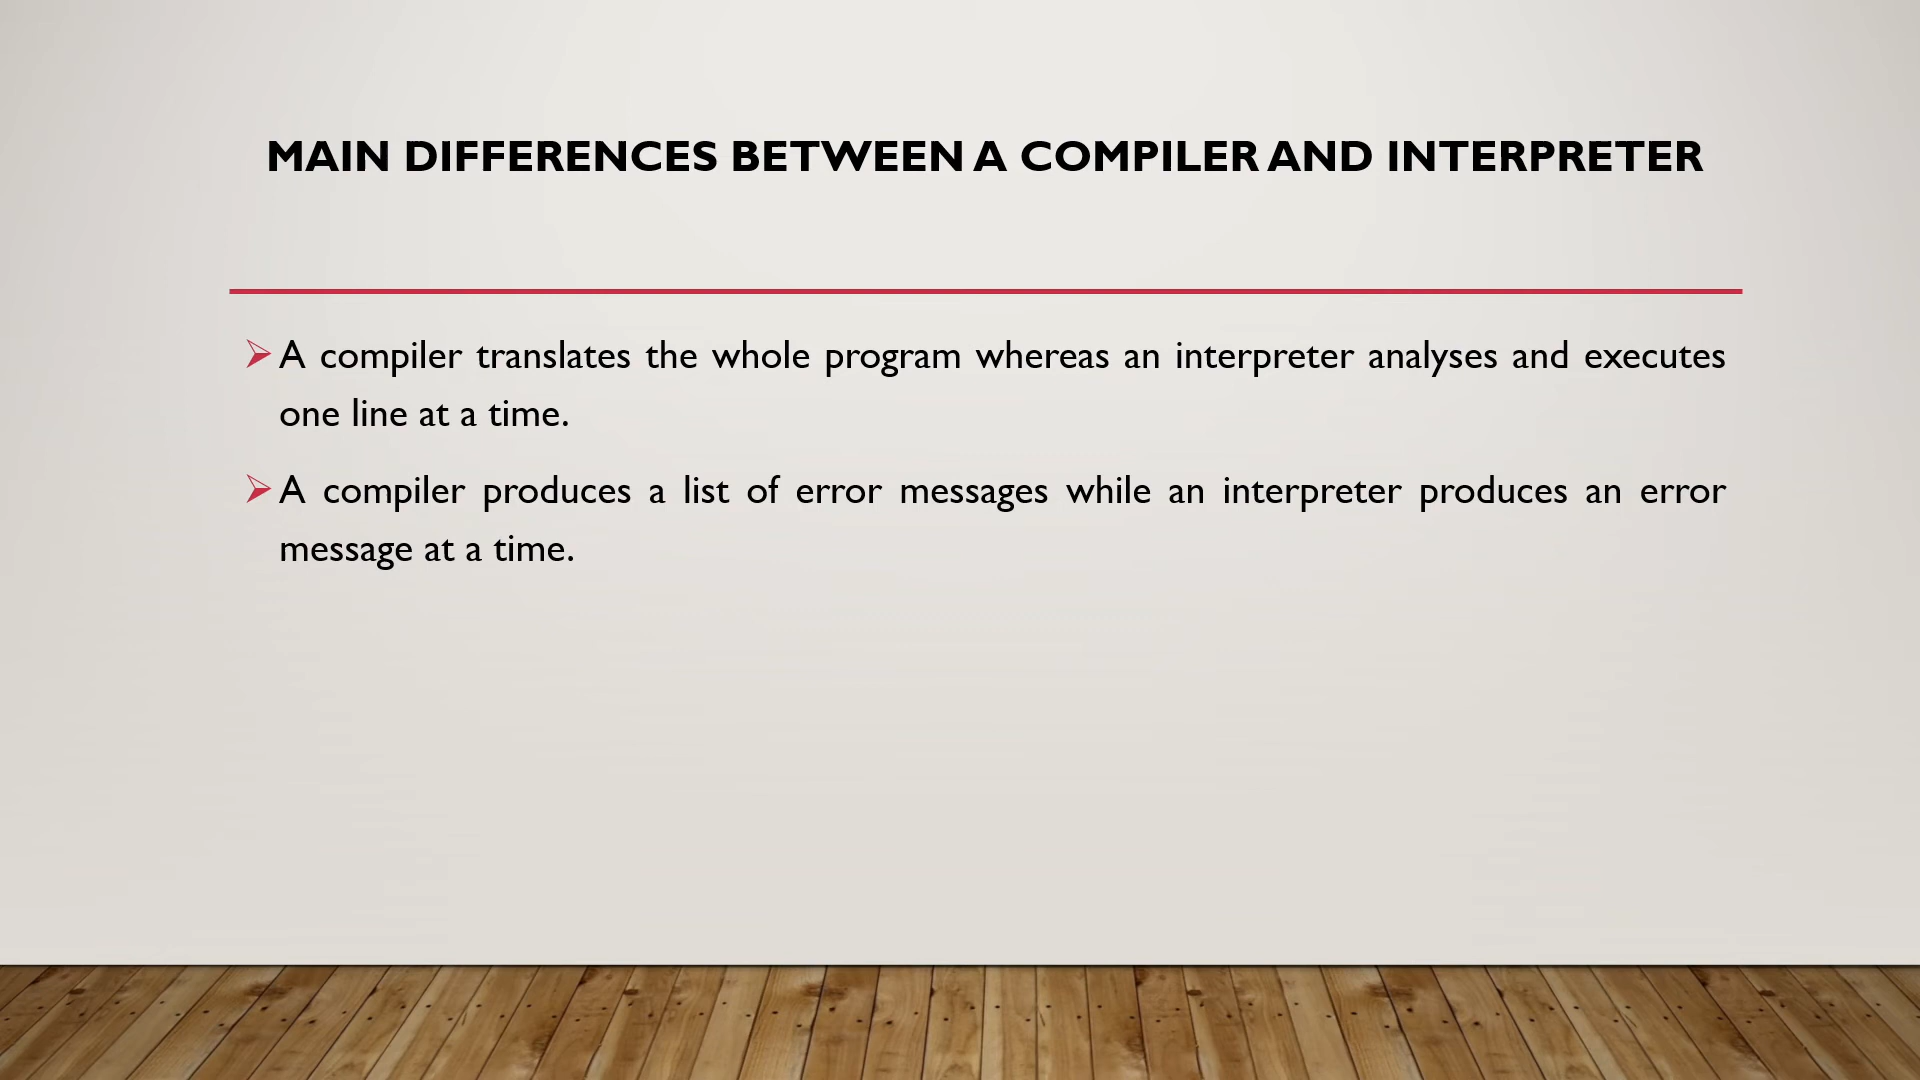 MAIN DIFFERENCES BETWEEN A COMPILER AND INTERPRETER
A compiler translates the whole program whereas an interpreter analyses and executes
one line at a time.
A compiler produces a list of error messages while an interpreter produces an error
message at a time.